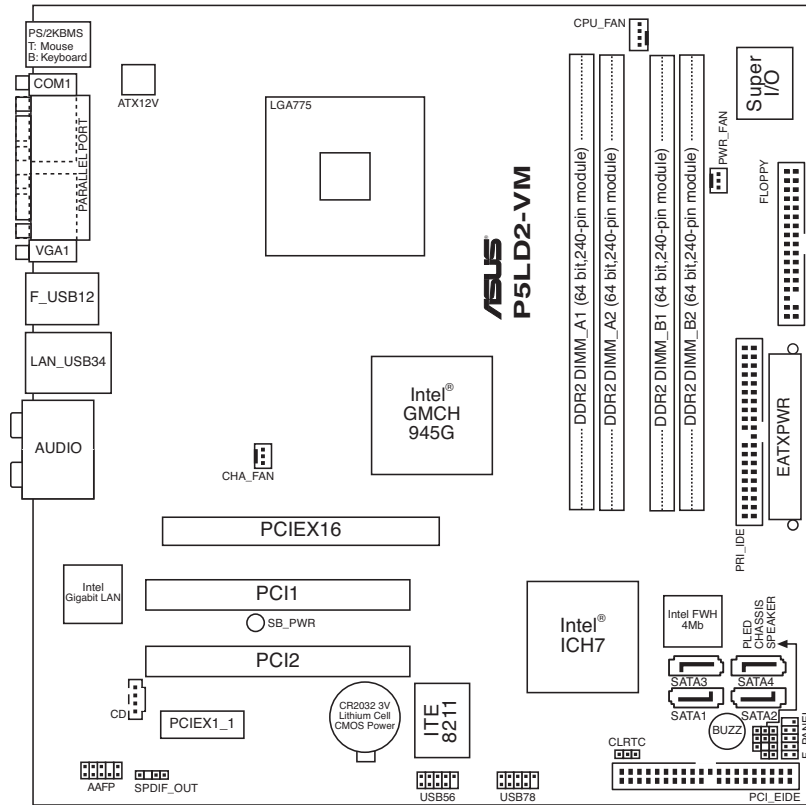 PS/2KBMS
T: Mouse
B: Keyboard
CPU_FAN
COM1
ATX12V
LGA775
Super
I/O
PWR_FAN
PARALLEL PORT
FLOPPY
VGA1
F_USB12
ASUS
P5LD2-VM
DDR2 DIMM_A1 (64 bit,240-pin module)
DDR2 DIMM_A2 (64 bit,240-pin module)
DDR2 DIMM_B1 (64 bit,240-pin module)
DDR2 DIMM_B2 (64 bit,240-pin module)
LAN_USB34
Intel®
GMCH
945G
EATXPWR
AUDIO
CHA_FAN
PCIEX16
PRI_IDE
Intel
Gigabit LAN
PCI1
SB_PWR
Intel®
ICH7
Intel FWH
4Mb
PLED
CHASSIS
SPEAKER
PCI2
SATA3
SATA4
CD
PCIEX1_1
CR2032 3V
Lithium Cell
CMOS Power
ITE
8211
SATA1
SATA2
BUZZ
F_PANEL
CLRTC
AAFP
SPDIF_OUT
USB56
USB78
PCI_EIDE